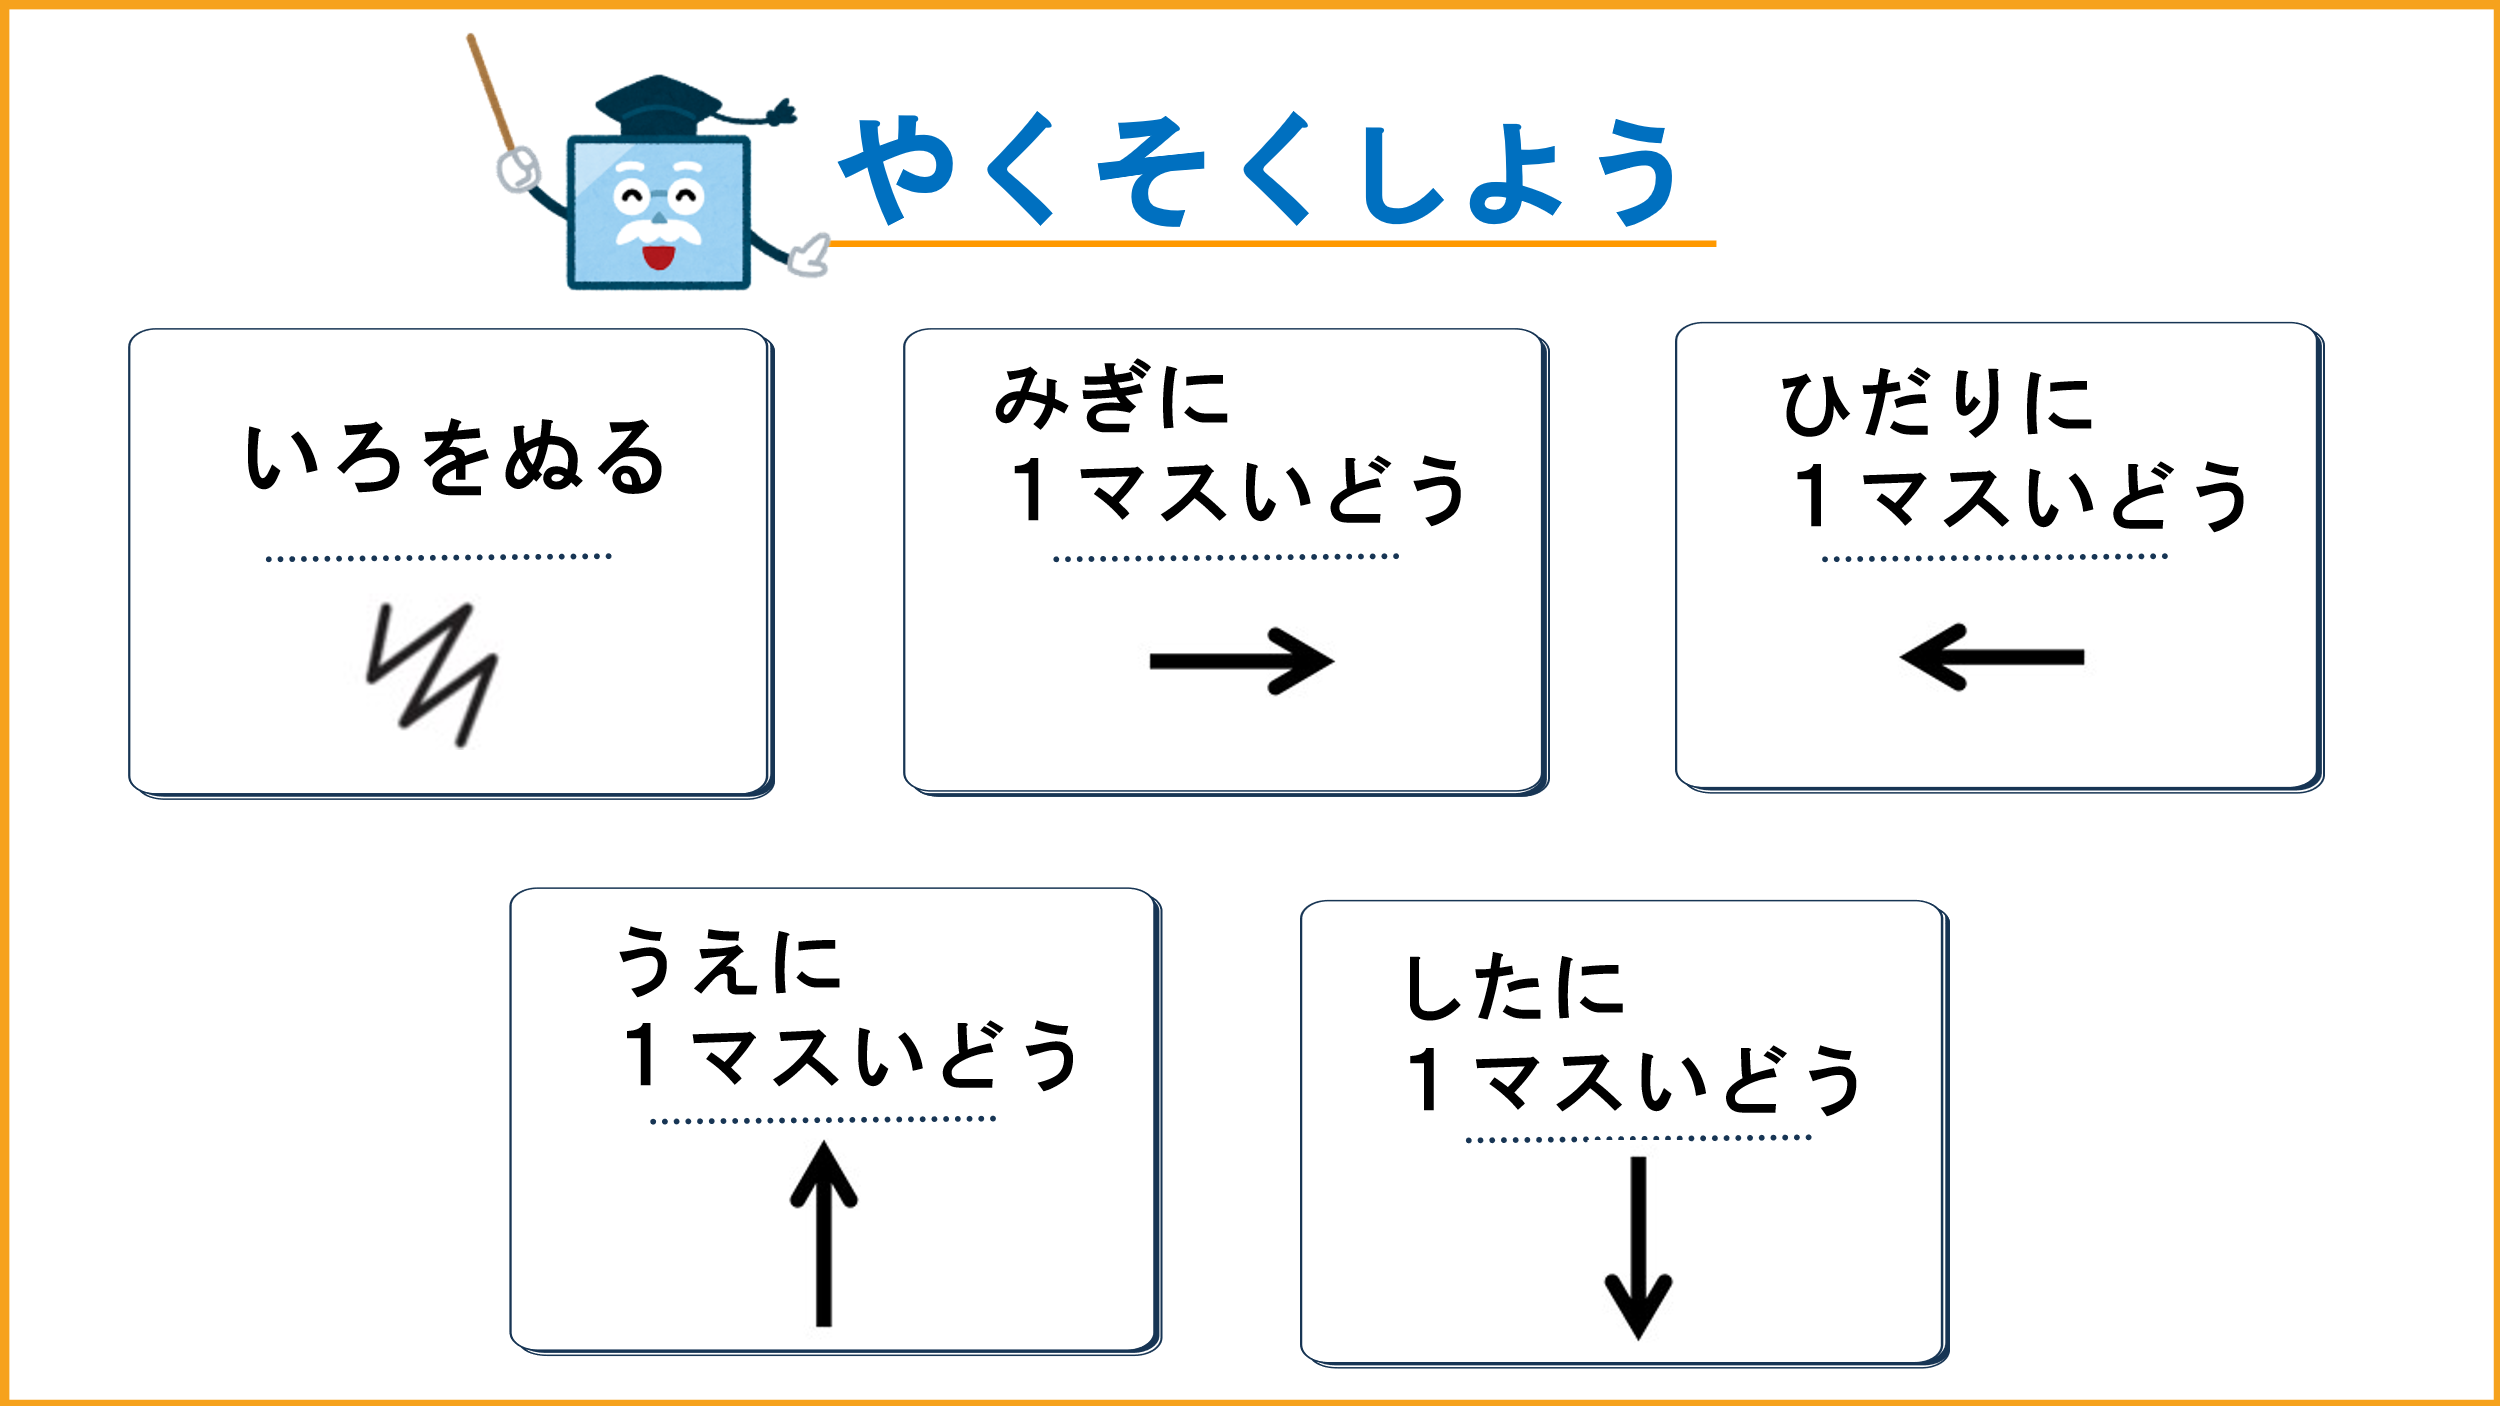 やくそくしよう
いろをぬる
みぎに
1マスいどう
ひだりに
1マスいどう
うえに
1マスいどう
したに
1マスいどう